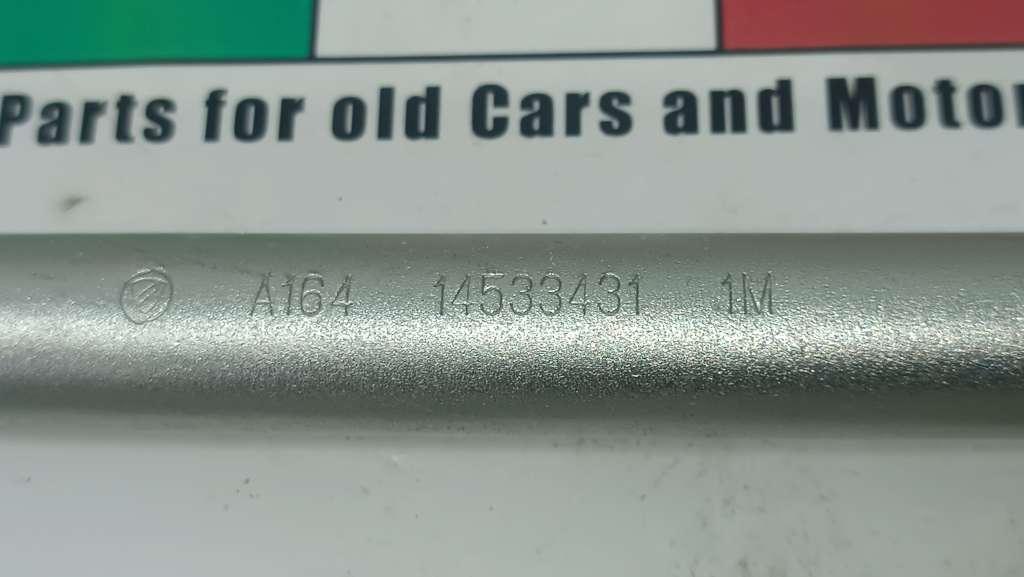 Parts for old Cars and Motor
A164 14533431 1M